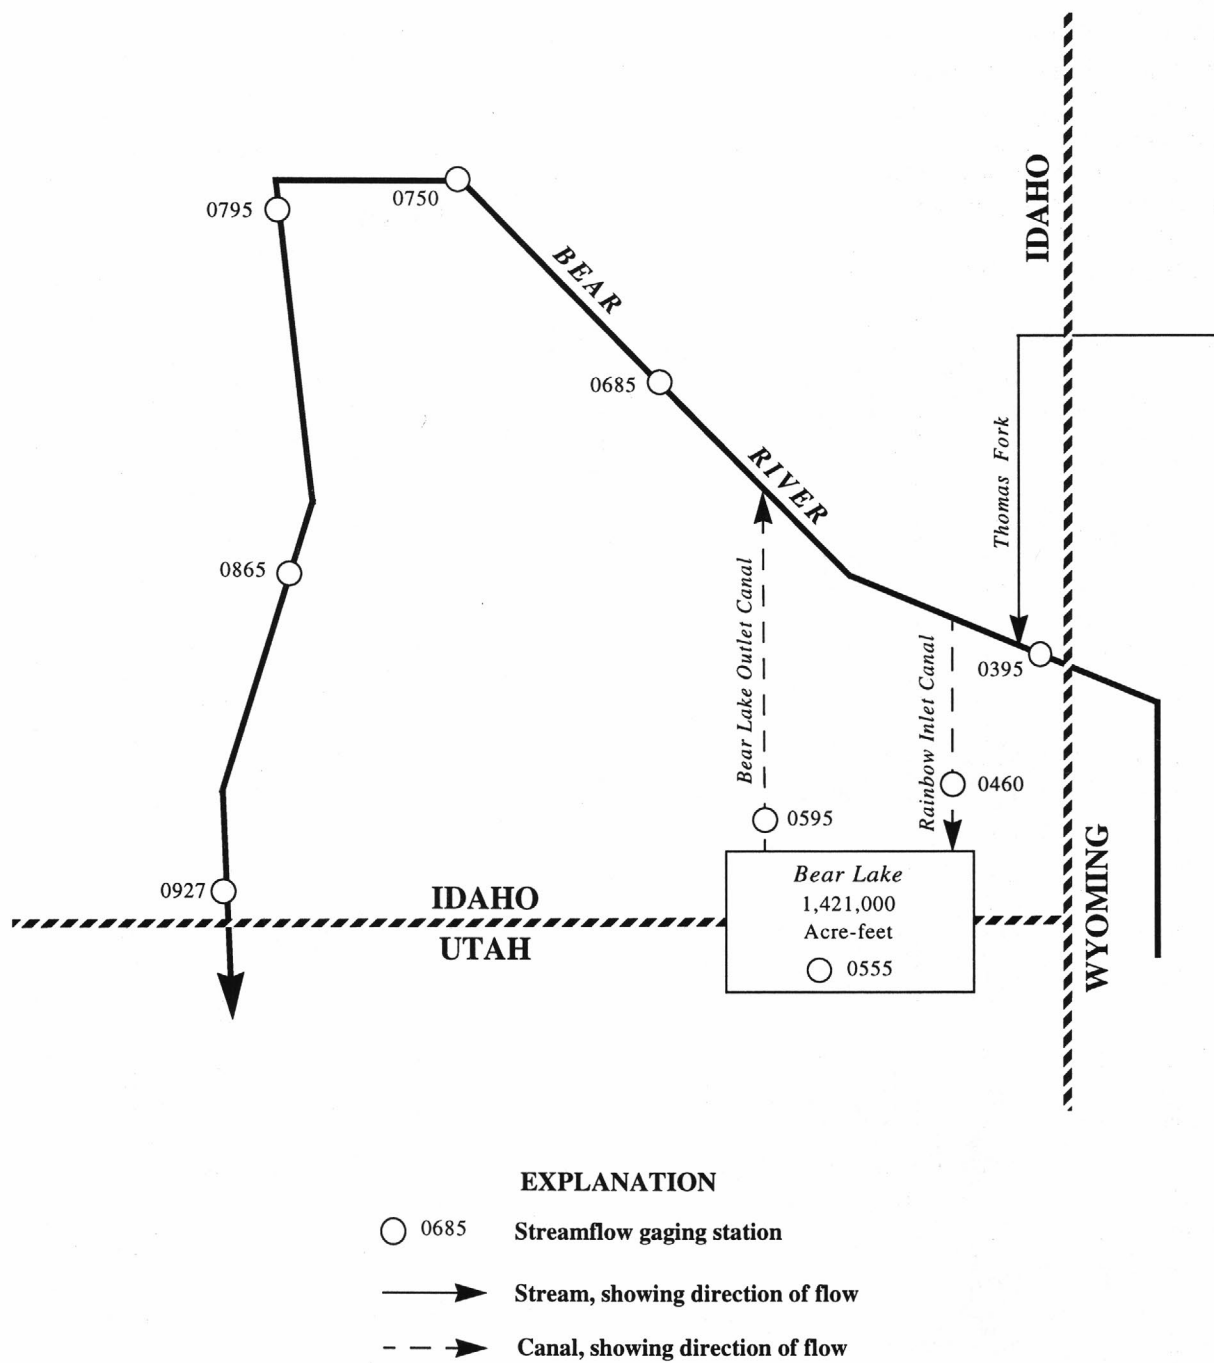 IDAHO
0795
0750
BEAR
0685
RIVER
Thomas Fork
0865
Bear Lake Outlet Canal
Rainbow Inlet Canal
0395
0460
0595
WYOMING
Bear Lake
1,421,000
Acre-feet
0555
0927
IDAHO
UTAH
EXPLANATION
0685 Streamflow gaging station
Stream, showing direction of flow
Canal, showing direction of flow